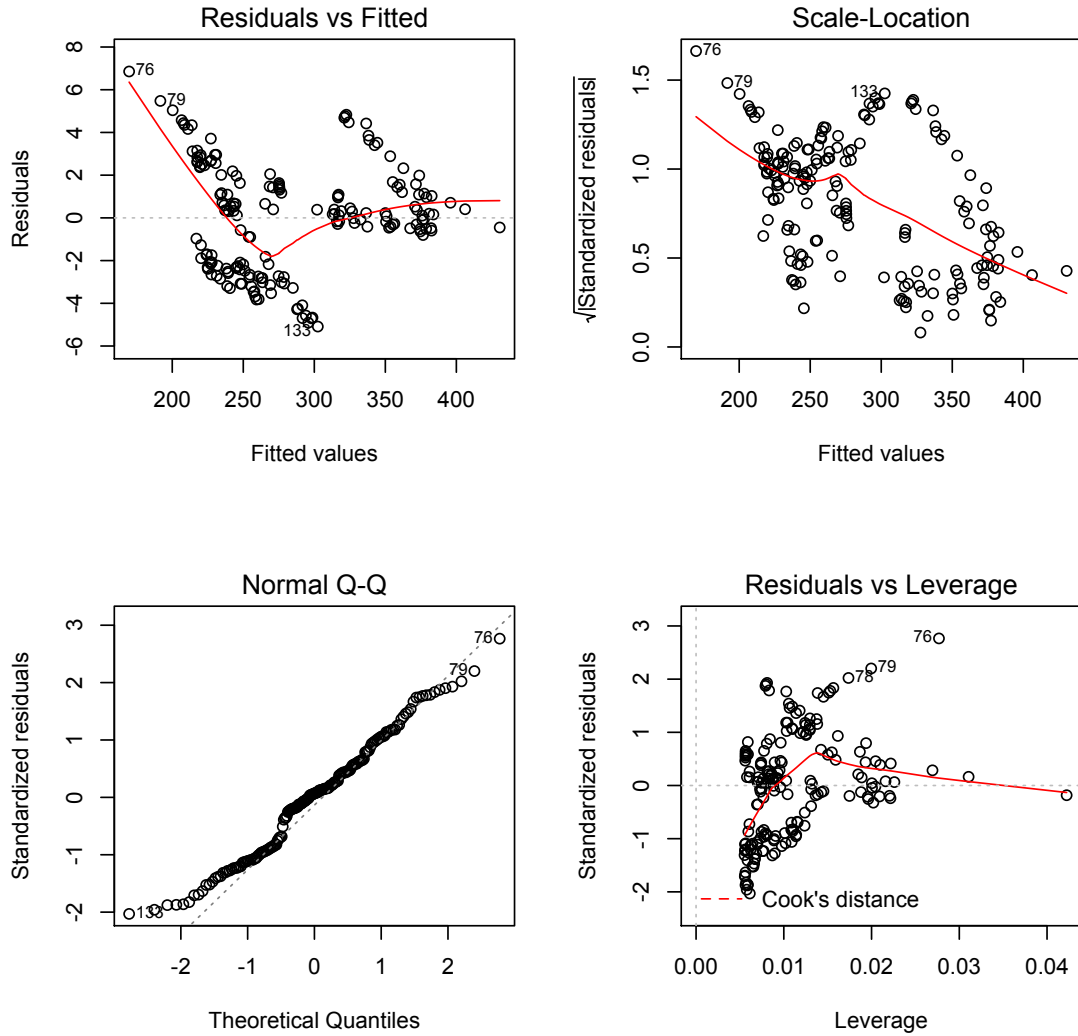 Residuals vs Fitted
Residuals
8
6
4
2
0
-2
-4
-6
76
79
133
200 250 300 350 400
Fitted values
Scale-Location
√|Standardized residuals|
1.5
1.0
0.5
0.0
76
79
133
200 250 300 350 400
Fitted values
Normal Q-Q
Standardized residuals
3
2
1
0
-1
-2
76
79
133
-2 -1 0 1 2
Theoretical Quantiles
Residuals vs Leverage
Standardized residuals
3
2
1
0
-1
-2
76
79
78
Cook's distance
0.00 0.01 0.02 0.03 0.04
Leverage